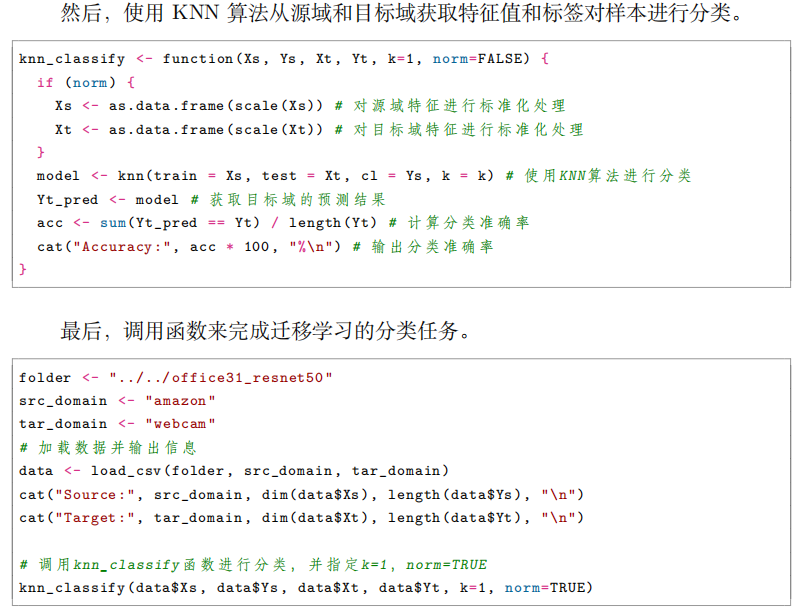 然后，使用 KNN 算法从源域和目标域获取特征值和标签对样本进行分类。
knn_classify <- function(Xs, Ys, Xt, Yt, k=1, norm=FALSE) {
  if (norm) {
    Xs <- as.data.frame(scale(Xs)) # 对源域特征进行标准化处理
    Xt <- as.data.frame(scale(Xt)) # 对目标域特征进行标准化处理
  }
  model <- knn(train = Xs, test = Xt, cl = Ys, k = k) # 使用KNN算法进行分类
  Yt_pred <- model # 获取目标域的预测结果
  acc <- sum(Yt_pred == Yt) / length(Yt) # 计算分类准确率
  cat("Accuracy:", acc * 100, "%\n") # 输出分类准确率
}
最后，调用函数来完成迁移学习的分类任务。
folder <- "../../office31_resnet50"
src_domain <- "amazon"
tar_domain <- "webcam"
# 加载数据并输出信息
data <- load_csv(folder, src_domain, tar_domain)
cat("Source:", src_domain, dim(data$Xs), length(data$Ys), "\n")
cat("Target:", tar_domain, dim(data$Xt), length(data$Yt), "\n")
# 调用knn_classify函数进行分类，并指定k=1，norm=TRUE
knn_classify(data$Xs, data$Ys, data$Xt, data$Yt, k=1, norm=TRUE)